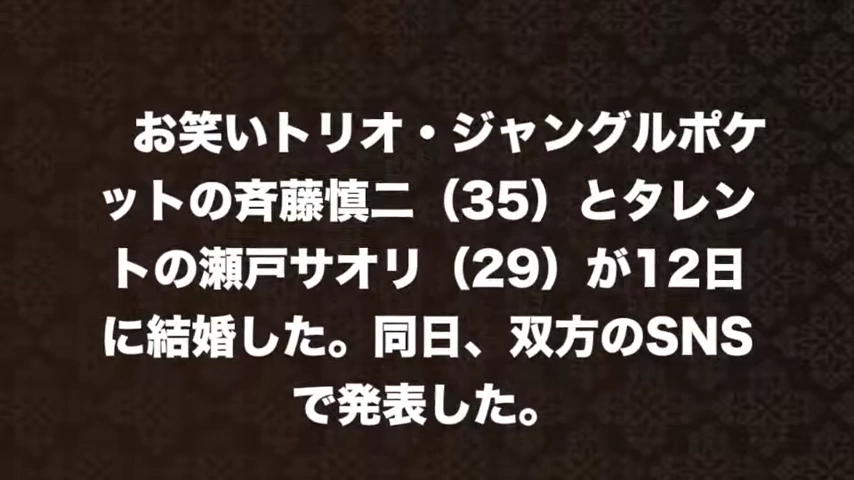 お笑いトリオ・ジャングルポケ
ットの斉藤慎二（35）とタレン
トの瀬戸サオリ（29）が12日
に結婚した。同日、双方のSNS
で発表した。